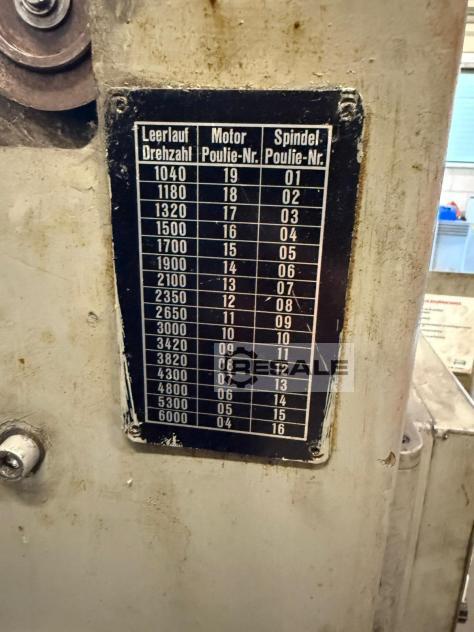 Leerlauf Motor Spindel
Drehzahl Poulie-Nr. Poulie-Nr.
1040 19 01
1180 18 02
1320 17 03
1500 16 04
1700 15 05
1900 14 06
2100 13 07
2350 12 08
2650 11 09
3000 10 10
3420 09 11
3820 08 12
4300 07 13
4800 06 14
5300 05 15
6000 04 16
RESALE